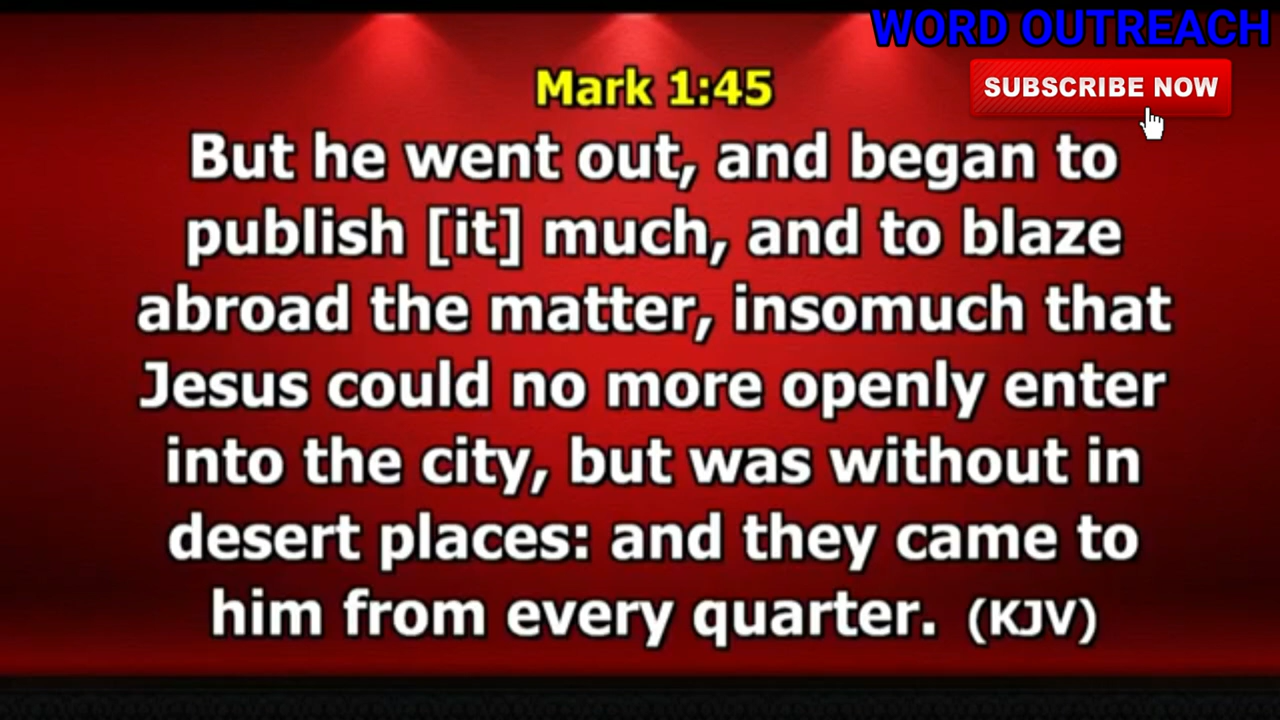 WORD OUTREACH
SUBSCRIBE NOW
Mark 1:45
But he went out, and began to
publish [it] much, and to blaze
abroad the matter, insomuch that
Jesus could no more openly enter
into the city, but was without in
desert places: and they came to
him from every quarter. (KJV)